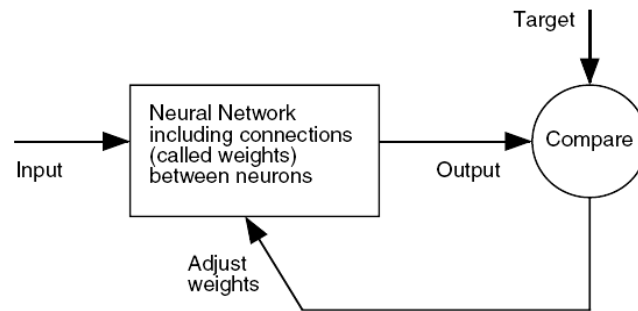 Target
Neural Network
including connections
(called weights)
between neurons
Compare
Input
Output
Adjust
weights